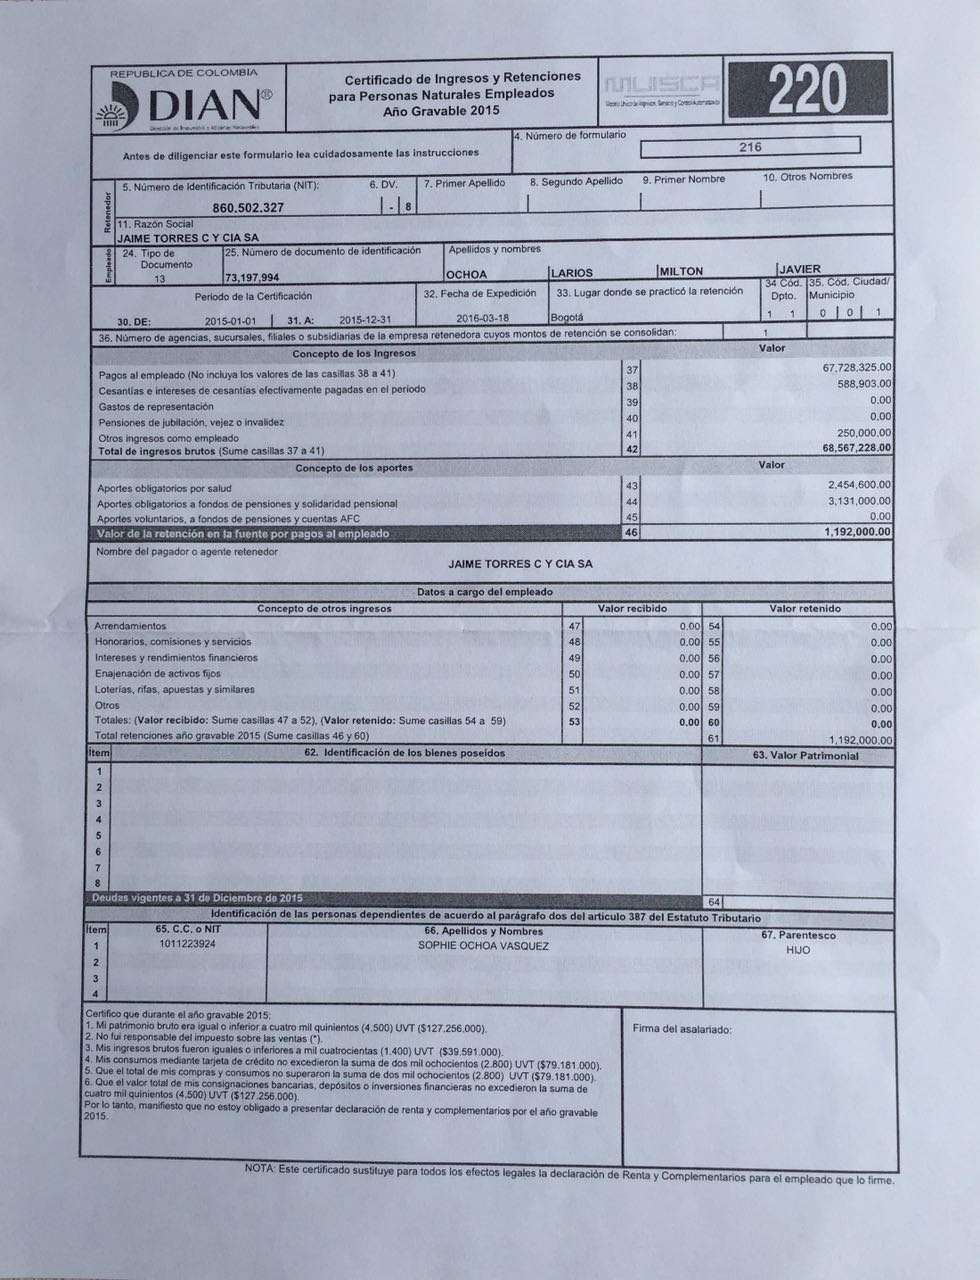 REPUBLICA DE COLOMBIA
DIAN®
Dirección de Impuestos y Aduanas Nacionales
Certificado de Ingresos y Retenciones
para Personas Naturales Empleados
Año Gravable 2015
MUISCA
220
Antes de diligenciar este formulario lea cuidadosamente las instrucciones
4. Número de formulario
216
Retenedor
5. Número de Identificación Tributaria (NIT): 6. DV. 7. Primer Apellido 8. Segundo Apellido 9. Primer Nombre 10. Otros Nombres
860.502.327 - 8
11. Razón Social
JAIME TORRES C Y CIA SA
Empleado
24. Tipo de Documento 25. Número de documento de identificación Apellidos y nombres
13 73,197,994 OCHOA LARIOS MILTON JAVIER
Periodo de la Certificación 32. Fecha de Expedición 33. Lugar donde se practicó la retención 34 Cód. Dpto. 35. Cód. Ciudad/ Municipio
30. DE: 2015-01-01 31. A: 2015-12-31 2016-03-18 Bogotá 1 1 0 0 1
36. Número de agencias, sucursales, filiales o subsidiarias de la empresa retenedora cuyos montos de retención se consolidan: 1
Concepto de los Ingresos Valor
Pagos al empleado (No incluya los valores de las casillas 38 a 41) 37 67,728,325.00
Cesantías e intereses de cesantías efectivamente pagadas en el periodo 38 588,903.00
Gastos de representación 39 0.00
Pensiones de jubilación, vejez o invalidez 40 0.00
Otros ingresos como empleado 41 250,000.00
Total de ingresos brutos (Sume casillas 37 a 41) 42 68,567,228.00
Concepto de los aportes Valor
Aportes obligatorios por salud 43 2,454,600.00
Aportes obligatorios a fondos de pensiones y solidaridad pensional 44 3,131,000.00
Aportes voluntarios, a fondos de pensiones y cuentas AFC 45 0.00
Valor de la retención en la fuente por pagos al empleado 46 1,192,000.00
Nombre del pagador o agente retenedor
JAIME TORRES C Y CIA SA
Datos a cargo del empleado
Concepto de otros ingresos Valor recibido Valor retenido
Arrendamientos 47 0.00 54 0.00
Honorarios, comisiones y servicios 48 0.00 55 0.00
Intereses y rendimientos financieros 49 0.00 56 0.00
Enajenación de activos fijos 50 0.00 57 0.00
Loterías, rifas, apuestas y similares 51 0.00 58 0.00
Otros 52 0.00 59 0.00
Totales: (Valor recibido: Sume casillas 47 a 52), (Valor retenido: Sume casillas 54 a 59) 53 0.00 60 0.00
Total retenciones año gravable 2015 (Sume casillas 46 y 60) 61 1,192,000.00
Item 62. Identificación de los bienes poseídos 63. Valor Patrimonial
1
2
3
4
5
6
7
8
Deudas vigentes a 31 de Diciembre de 2015 64
Identificación de las personas dependientes de acuerdo al parágrafo dos del artículo 387 del Estatuto Tributario
Item 65. C.C. o NIT 66. Apellidos y Nombres 67. Parentesco
1 1011223924 SOPHIE OCHOA VASQUEZ HIJO
2
3
4
Certifico que durante el año gravable 2015:
1. Mi patrimonio bruto era igual o inferior a cuatro mil quinientos (4.500) UVT ($127.256.000).
2. No fui responsable del impuesto sobre las ventas (*).
3. Mis ingresos brutos fueron iguales o inferiores a mil cuatrocientas (1.400) UVT ($39.591.000).
4. Mis consumos mediante tarjeta de crédito no excedieron la suma de dos mil ochocientos (2.800) UVT ($79.181.000).
5. Que el total de mis compras y consumos no superaron la suma de dos mil ochocientos (2.800) UVT ($79.181.000).
6. Que el valor total de mis consignaciones bancarias, depósitos o inversiones financieras no excedieron la suma de
cuatro mil quinientos (4.500) UVT ($127.256.000).
Por lo tanto, manifiesto que no estoy obligado a presentar declaración de renta y complementarios por el año gravable
2015.
Firma del asalariado:
NOTA: Este certificado sustituye para todos los efectos legales la declaración de Renta y Complementarios para el empleado que lo firme.